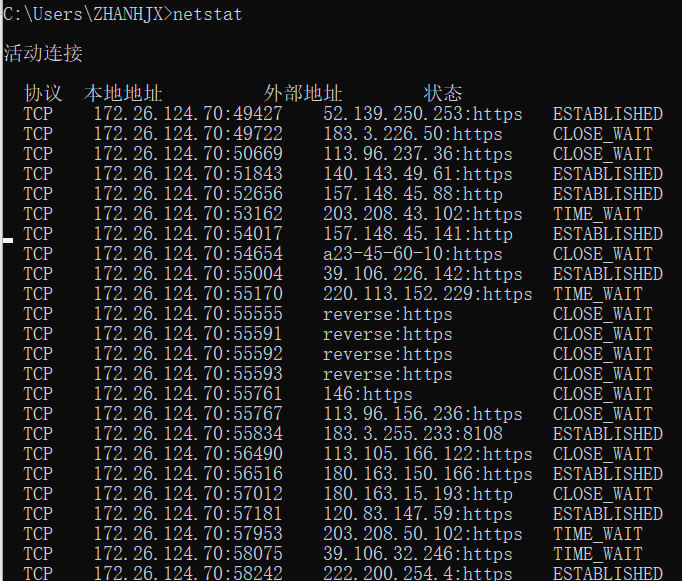 C:\Users\ZHANHJX>netstat
活动连接
协议 本地地址 外部地址 状态
TCP 172.26.124.70:49427 52.139.250.253:https ESTABLISHED
TCP 172.26.124.70:49722 183.3.226.50:https CLOSE_WAIT
TCP 172.26.124.70:50669 113.96.237.36:https CLOSE_WAIT
TCP 172.26.124.70:51843 140.143.49.61:https ESTABLISHED
TCP 172.26.124.70:52656 157.148.45.88:http ESTABLISHED
TCP 172.26.124.70:53162 203.208.43.102:https TIME_WAIT
TCP 172.26.124.70:54017 157.148.45.141:http ESTABLISHED
TCP 172.26.124.70:54654 a23-45-60-10:https CLOSE_WAIT
TCP 172.26.124.70:55004 39.106.226.142:https ESTABLISHED
TCP 172.26.124.70:55170 220.113.152.229:https TIME_WAIT
TCP 172.26.124.70:55555 reverse:https CLOSE_WAIT
TCP 172.26.124.70:55591 reverse:https CLOSE_WAIT
TCP 172.26.124.70:55592 reverse:https CLOSE_WAIT
TCP 172.26.124.70:55593 reverse:https CLOSE_WAIT
TCP 172.26.124.70:55761 146:https CLOSE_WAIT
TCP 172.26.124.70:55767 113.96.156.236:https CLOSE_WAIT
TCP 172.26.124.70:55834 183.3.255.233:8108 ESTABLISHED
TCP 172.26.124.70:56490 113.105.166.122:https CLOSE_WAIT
TCP 172.26.124.70:56516 180.163.150.166:https ESTABLISHED
TCP 172.26.124.70:57012 180.163.15.193:http CLOSE_WAIT
TCP 172.26.124.70:57181 120.83.147.59:https ESTABLISHED
TCP 172.26.124.70:57953 203.208.50.102:https TIME_WAIT
TCP 172.26.124.70:58075 39.106.32.246:https TIME_WAIT
TCP 172.26.124.70:58242 222.200.254.4:https ESTABLISHED